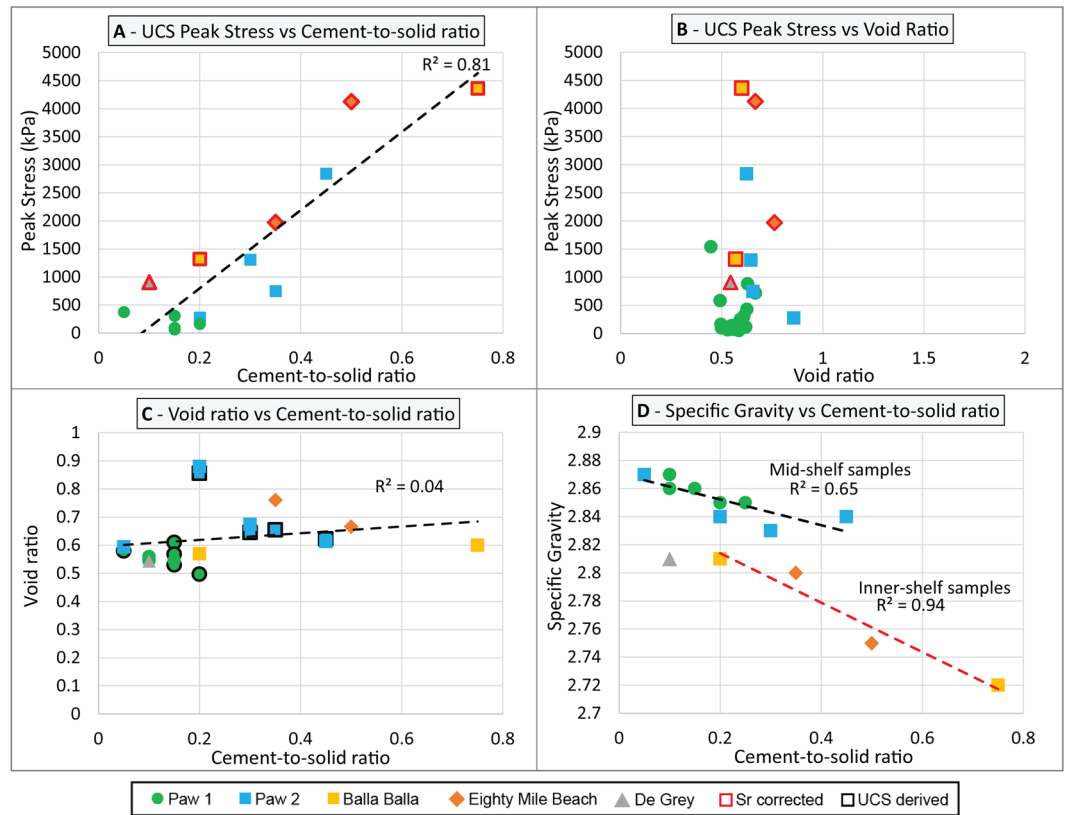 A - UCS Peak Stress vs Cement-to-solid ratio
R² = 0.81
Peak Stress (kPa)
5000
4500
4000
3500
3000
2500
2000
1500
1000
500
0
0 0.2 0.4 0.6 0.8
Cement-to-solid ratio
B - UCS Peak Stress vs Void Ratio
Peak Stress (kPa)
5000
4500
4000
3500
3000
2500
2000
1500
1000
500
0
0 0.5 1 1.5 2
Void ratio
C - Void ratio vs Cement-to-solid ratio
R² = 0.04
Void ratio
1
0.9
0.8
0.7
0.6
0.5
0.4
0.3
0.2
0.1
0
0 0.2 0.4 0.6 0.8
Cement-to-solid ratio
D - Specific Gravity vs Cement-to-solid ratio
Mid-shelf samples
R² = 0.65
Inner-shelf samples
R² = 0.94
Specific Gravity
2.9
2.88
2.86
2.84
2.82
2.8
2.78
2.76
2.74
2.72
2.7
0 0.2 0.4 0.6 0.8
Cement-to-solid ratio
Paw 1 Paw 2 Balla Balla Eighty Mile Beach De Grey Sr corrected UCS derived